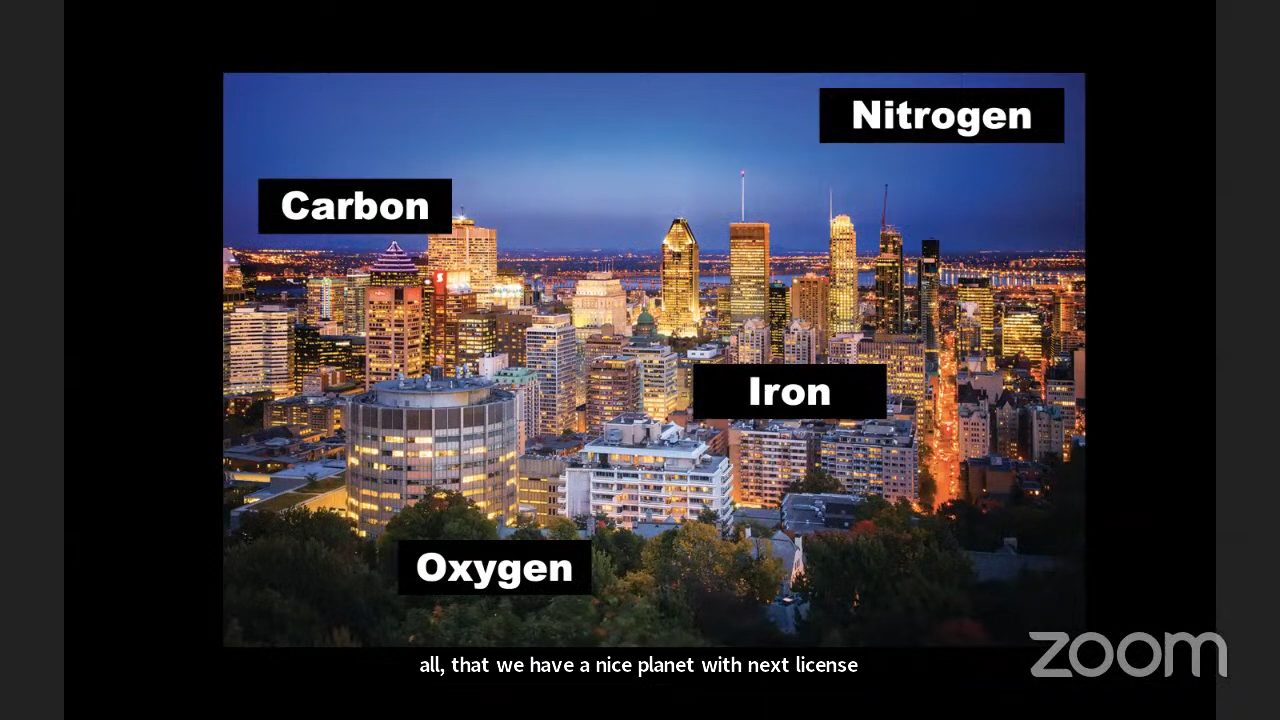 Nitrogen
Carbon
Iron
Oxygen
all, that we have a nice planet with next license
zoom